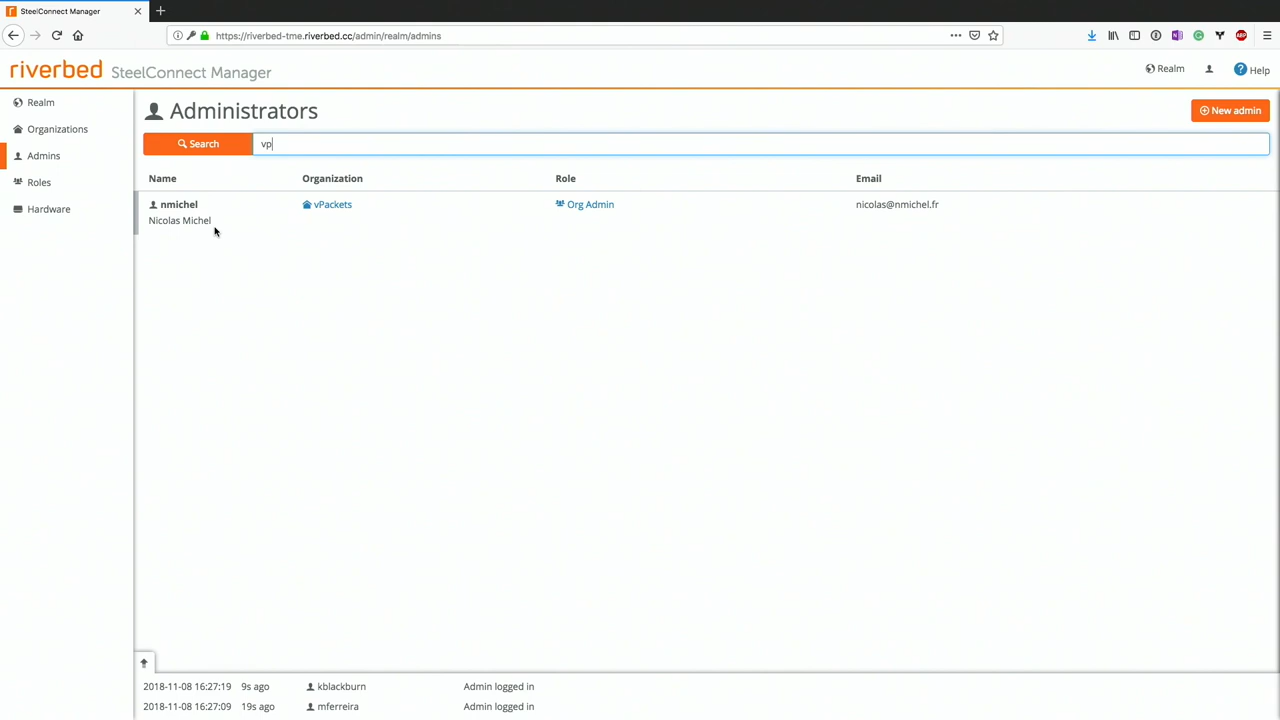 SteelConnect Manager
https://riverbed-tme.riverbed.cc/admin/realm/admins
riverbed SteelConnect Manager
Realm
Help
Realm
Organizations
Admins
Roles
Hardware
Administrators
New admin
Search
vp
Name Organization Role Email
nmichel vPackets Org Admin nicolas@nmichel.fr
Nicolas Michel
2018-11-08 16:27:19 9s ago kblackburn Admin logged in
2018-11-08 16:27:09 19s ago mferreira Admin logged in